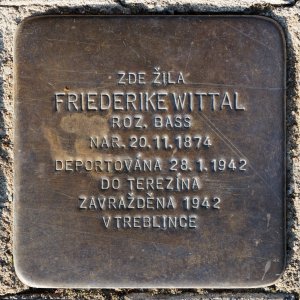 ZDE ŽILA
FRIEDERIKE WITTAL
ROZ. BASS
NAR. 20.11.1874
DEPORTOVÁNA 28.1.1942
DO TEREZÍNA
ZAVRAŽDĚNA 1942
V TREBLINCE